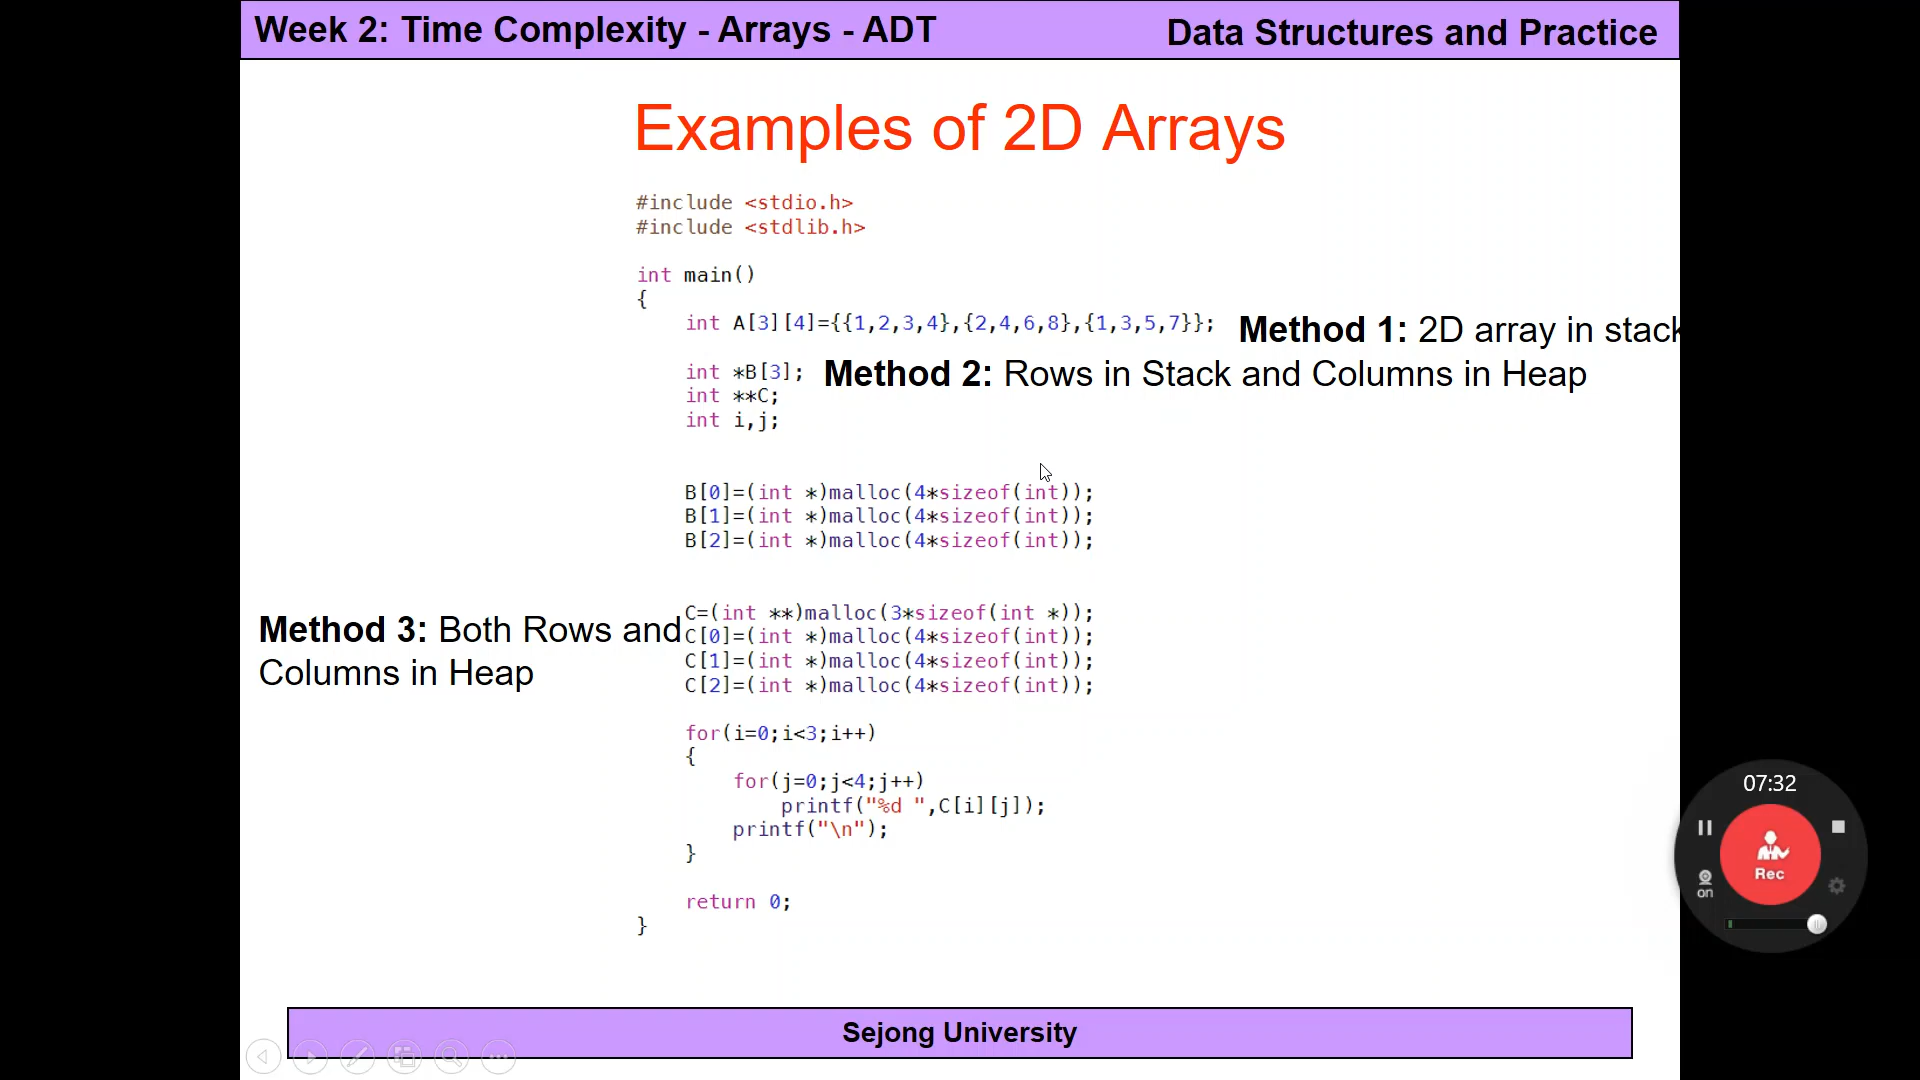 Week 2: Time Complexity - Arrays - ADT
Data Structures and Practice
Examples of 2D Arrays
#include <stdio.h>
#include <stdlib.h>
int main()
{
int A[3][4]={{1,2,3,4},{2,4,6,8},{1,3,5,7}};
Method 1: 2D array in stack
int *B[3];
Method 2: Rows in Stack and Columns in Heap
int **C;
int i,j;
B[0]=(int *)malloc(4*sizeof(int));
B[1]=(int *)malloc(4*sizeof(int));
B[2]=(int *)malloc(4*sizeof(int));
Method 3: Both Rows and
Columns in Heap
C=(int **)malloc(3*sizeof(int *));
C[0]=(int *)malloc(4*sizeof(int));
C[1]=(int *)malloc(4*sizeof(int));
C[2]=(int *)malloc(4*sizeof(int));
for(i=0;i<3;i++)
{
for(j=0;j<4;j++)
printf("%d ",C[i][j]);
printf("\n");
}
return 0;
}
07:32
Rec
on
Sejong University